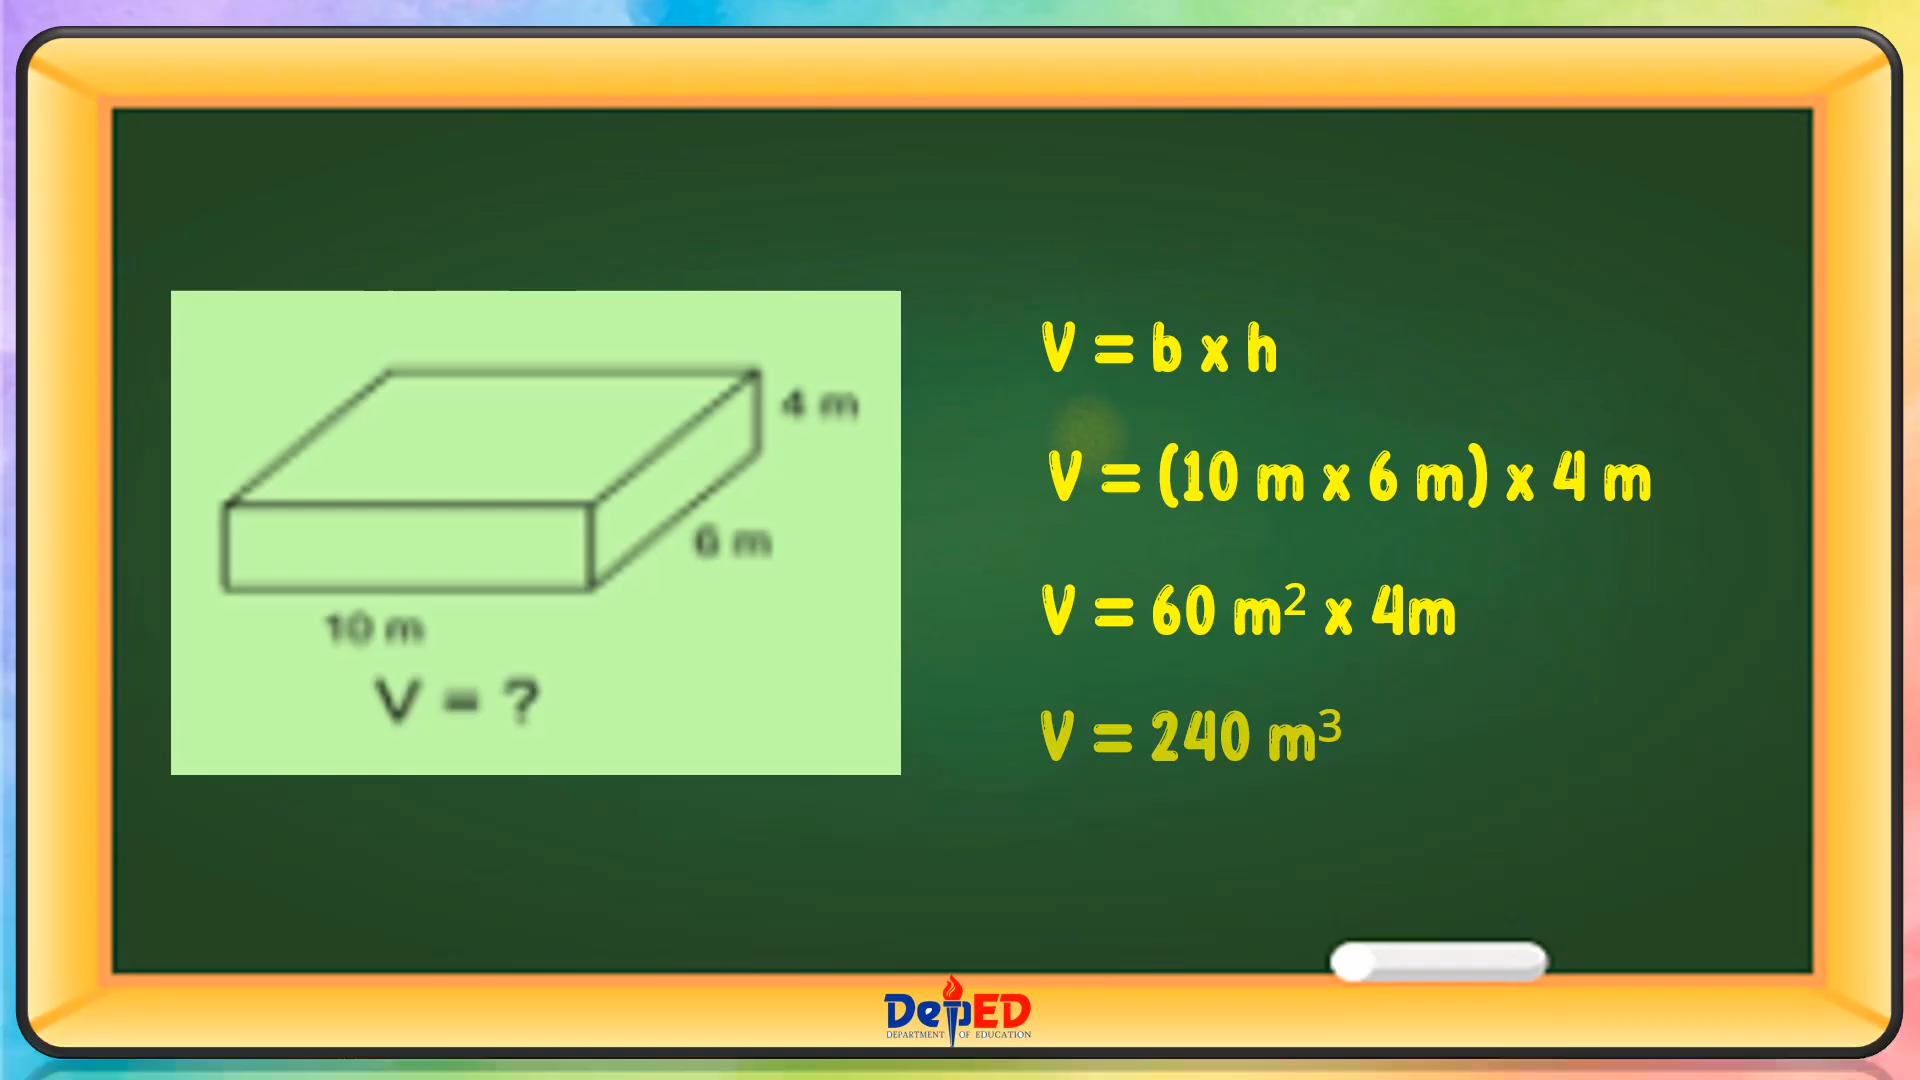 4 m
6 m
10 m
V = ?
V = b x h
V = (10 m x 6 m) x 4 m
V = 60 m² x 4m
V = 240 m³
DepED
DEPARTMENT OF EDUCATION